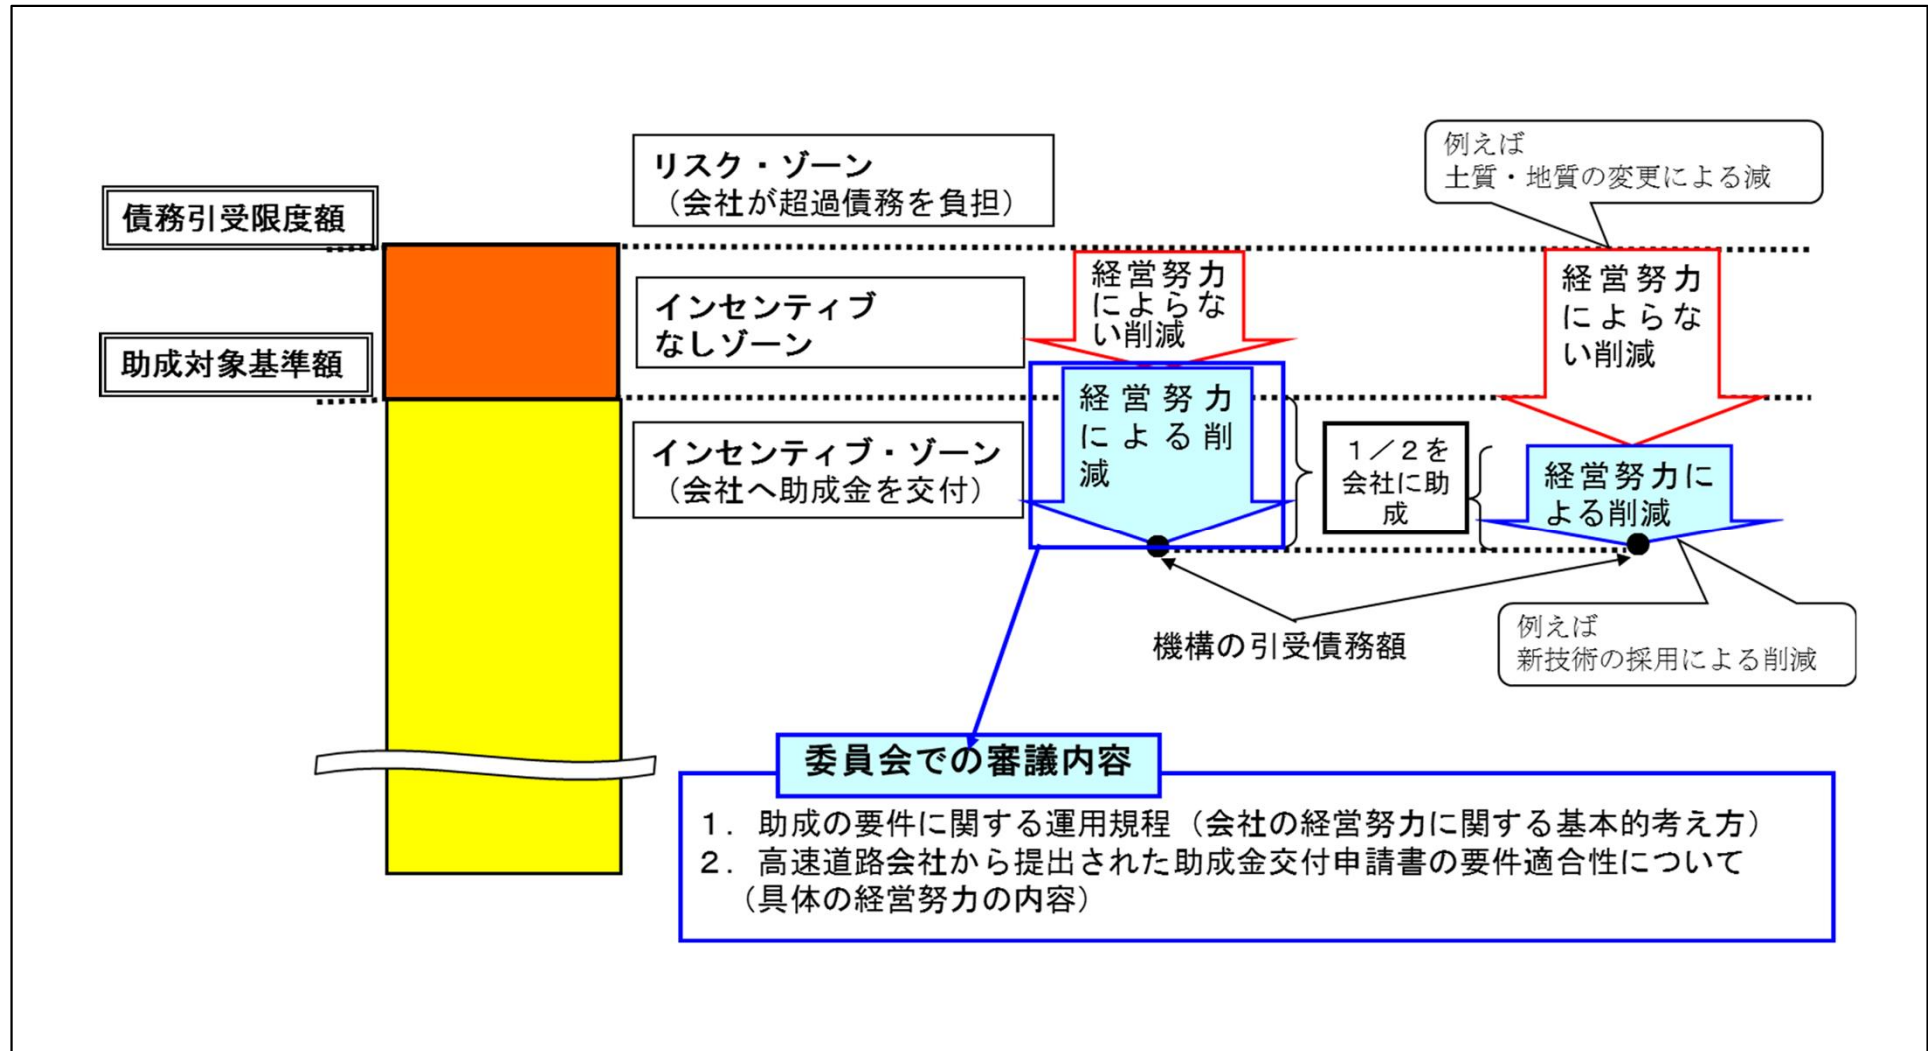 債務引受限度額
助成対象基準額
リスク・ゾーン
（会社が超過債務を負担）
インセンティブ
なしゾーン
インセンティブ・ゾーン
（会社へ助成金を交付）
経営努力
によらな
い削減
経営努力
による削
減
１／２を
会社に助
成
例えば
土質・地質の変更による減
経営努力
によらな
い削減
経営努力に
よる削減
機構の引受債務額
例えば
新技術の採用による削減
委員会での審議内容
１．助成の要件に関する運用規程（会社の経営努力に関する基本的考え方）
２．高速道路会社から提出された助成金交付申請書の要件適合性について
（具体の経営努力の内容）